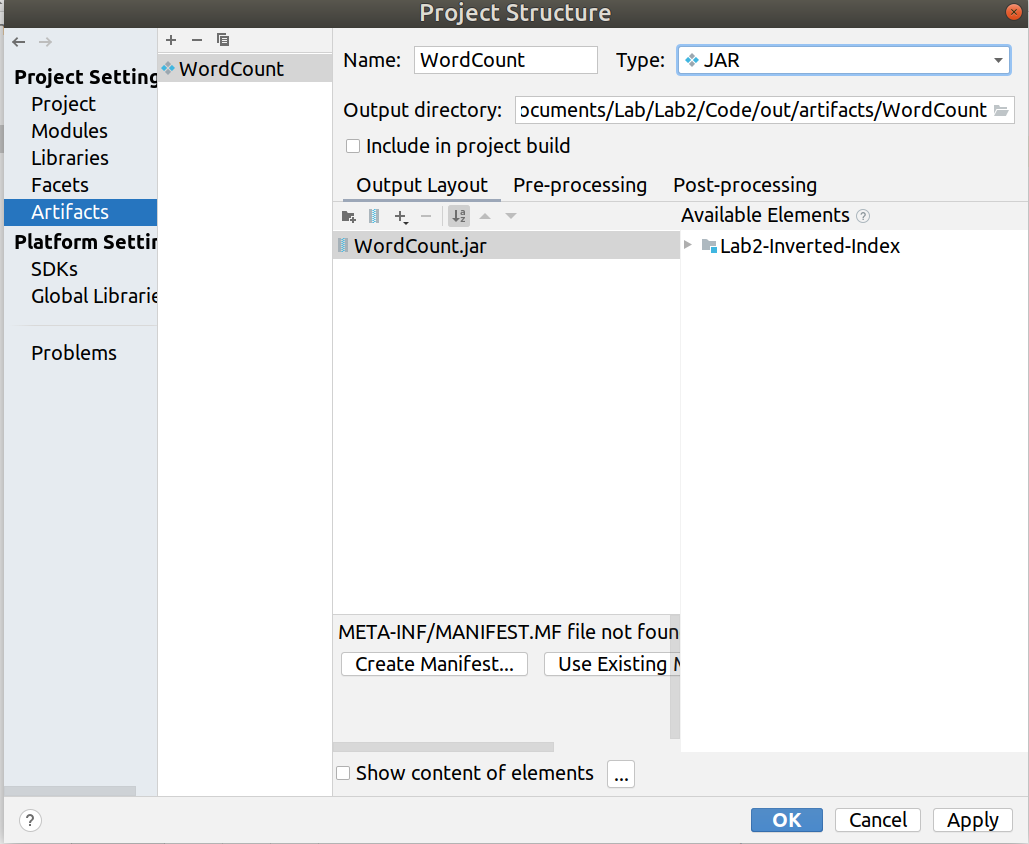 Project Structure
Project Setting
Project
Modules
Libraries
Facets
Artifacts
Platform Settin
SDKs
Global Librarie
Problems
WordCount
Name: WordCount Type: JAR
Output directory: ocuments/Lab/Lab2/Code/out/artifacts/WordCount
Include in project build
Output Layout Pre-processing Post-processing
Available Elements ?
WordCount.jar
Lab2-Inverted-Index
META-INF/MANIFEST.MF file not foun
Create Manifest... Use Existing M
Show content of elements ...
? OK Cancel Apply